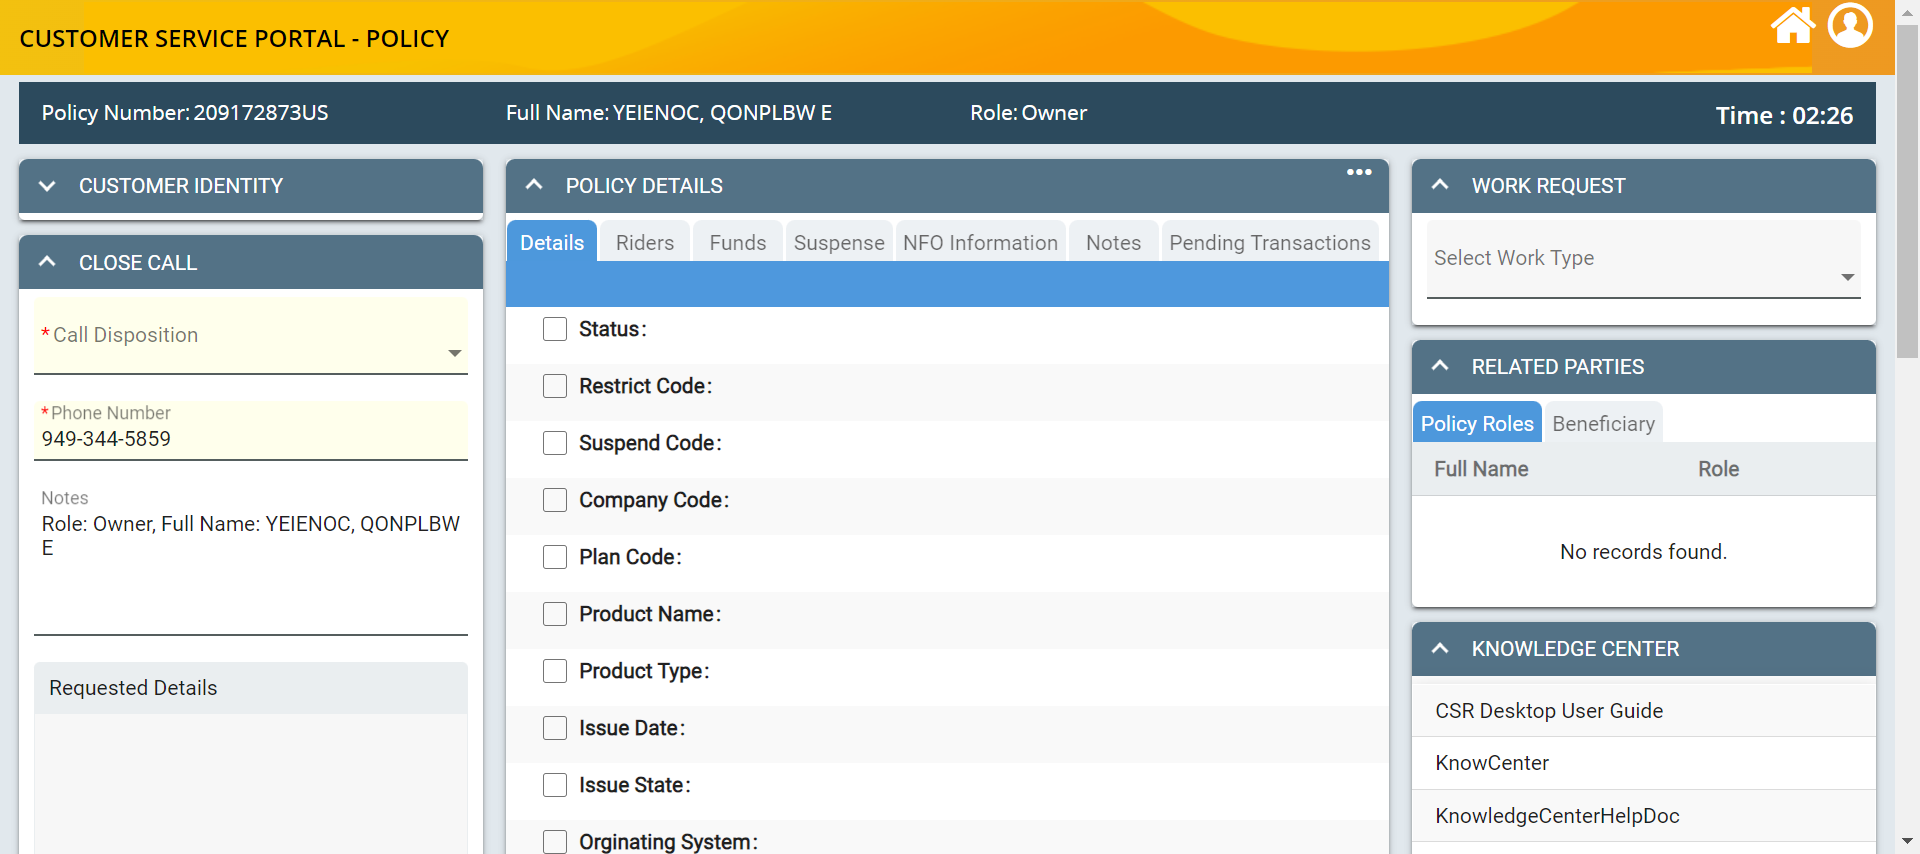 CUSTOMER SERVICE PORTAL - POLICY
Policy Number: 209172873US
Full Name: YEIENOC, QONPLBW E
Role: Owner
Time : 02:26
CUSTOMER IDENTITY
CLOSE CALL
*Call Disposition
*Phone Number
949-344-5859
Notes
Role: Owner, Full Name: YEIENOC, QONPLBW
E
Requested Details
POLICY DETAILS
Details Riders Funds Suspense NFO Information Notes Pending Transactions
Status:
Restrict Code:
Suspend Code:
Company Code:
Plan Code:
Product Name:
Product Type:
Issue Date:
Issue State:
Orginating System:
WORK REQUEST
Select Work Type
RELATED PARTIES
Policy Roles Beneficiary
Full Name Role
No records found.
KNOWLEDGE CENTER
CSR Desktop User Guide
KnowCenter
KnowledgeCenterHelpDoc